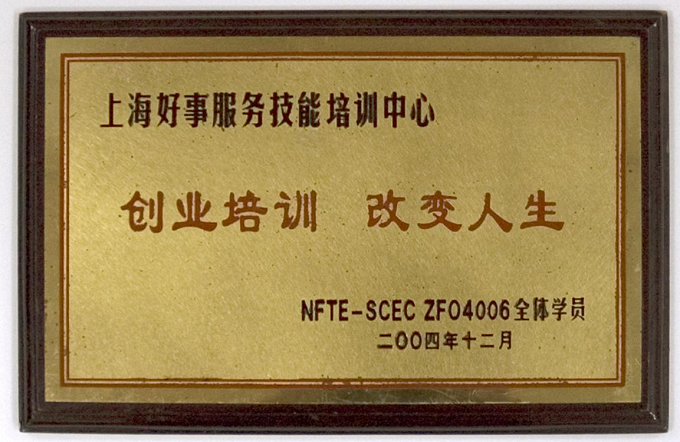 上海好事服务技能培训中心
创业培训 改变人生
NFTE-SCEC ZF04006全体学员
二〇〇四年十二月